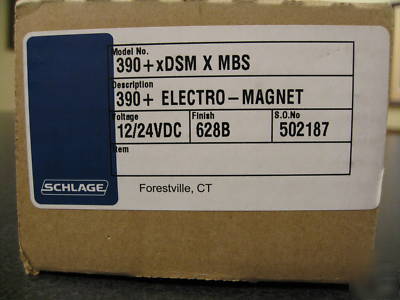 Model No.
390+xDSM X MBS
Description
390+ ELECTRO-MAGNET
Voltage Finish S.O.No
12/24VDC 628B 502187
Item
SCHLAGE
Forestville, CT